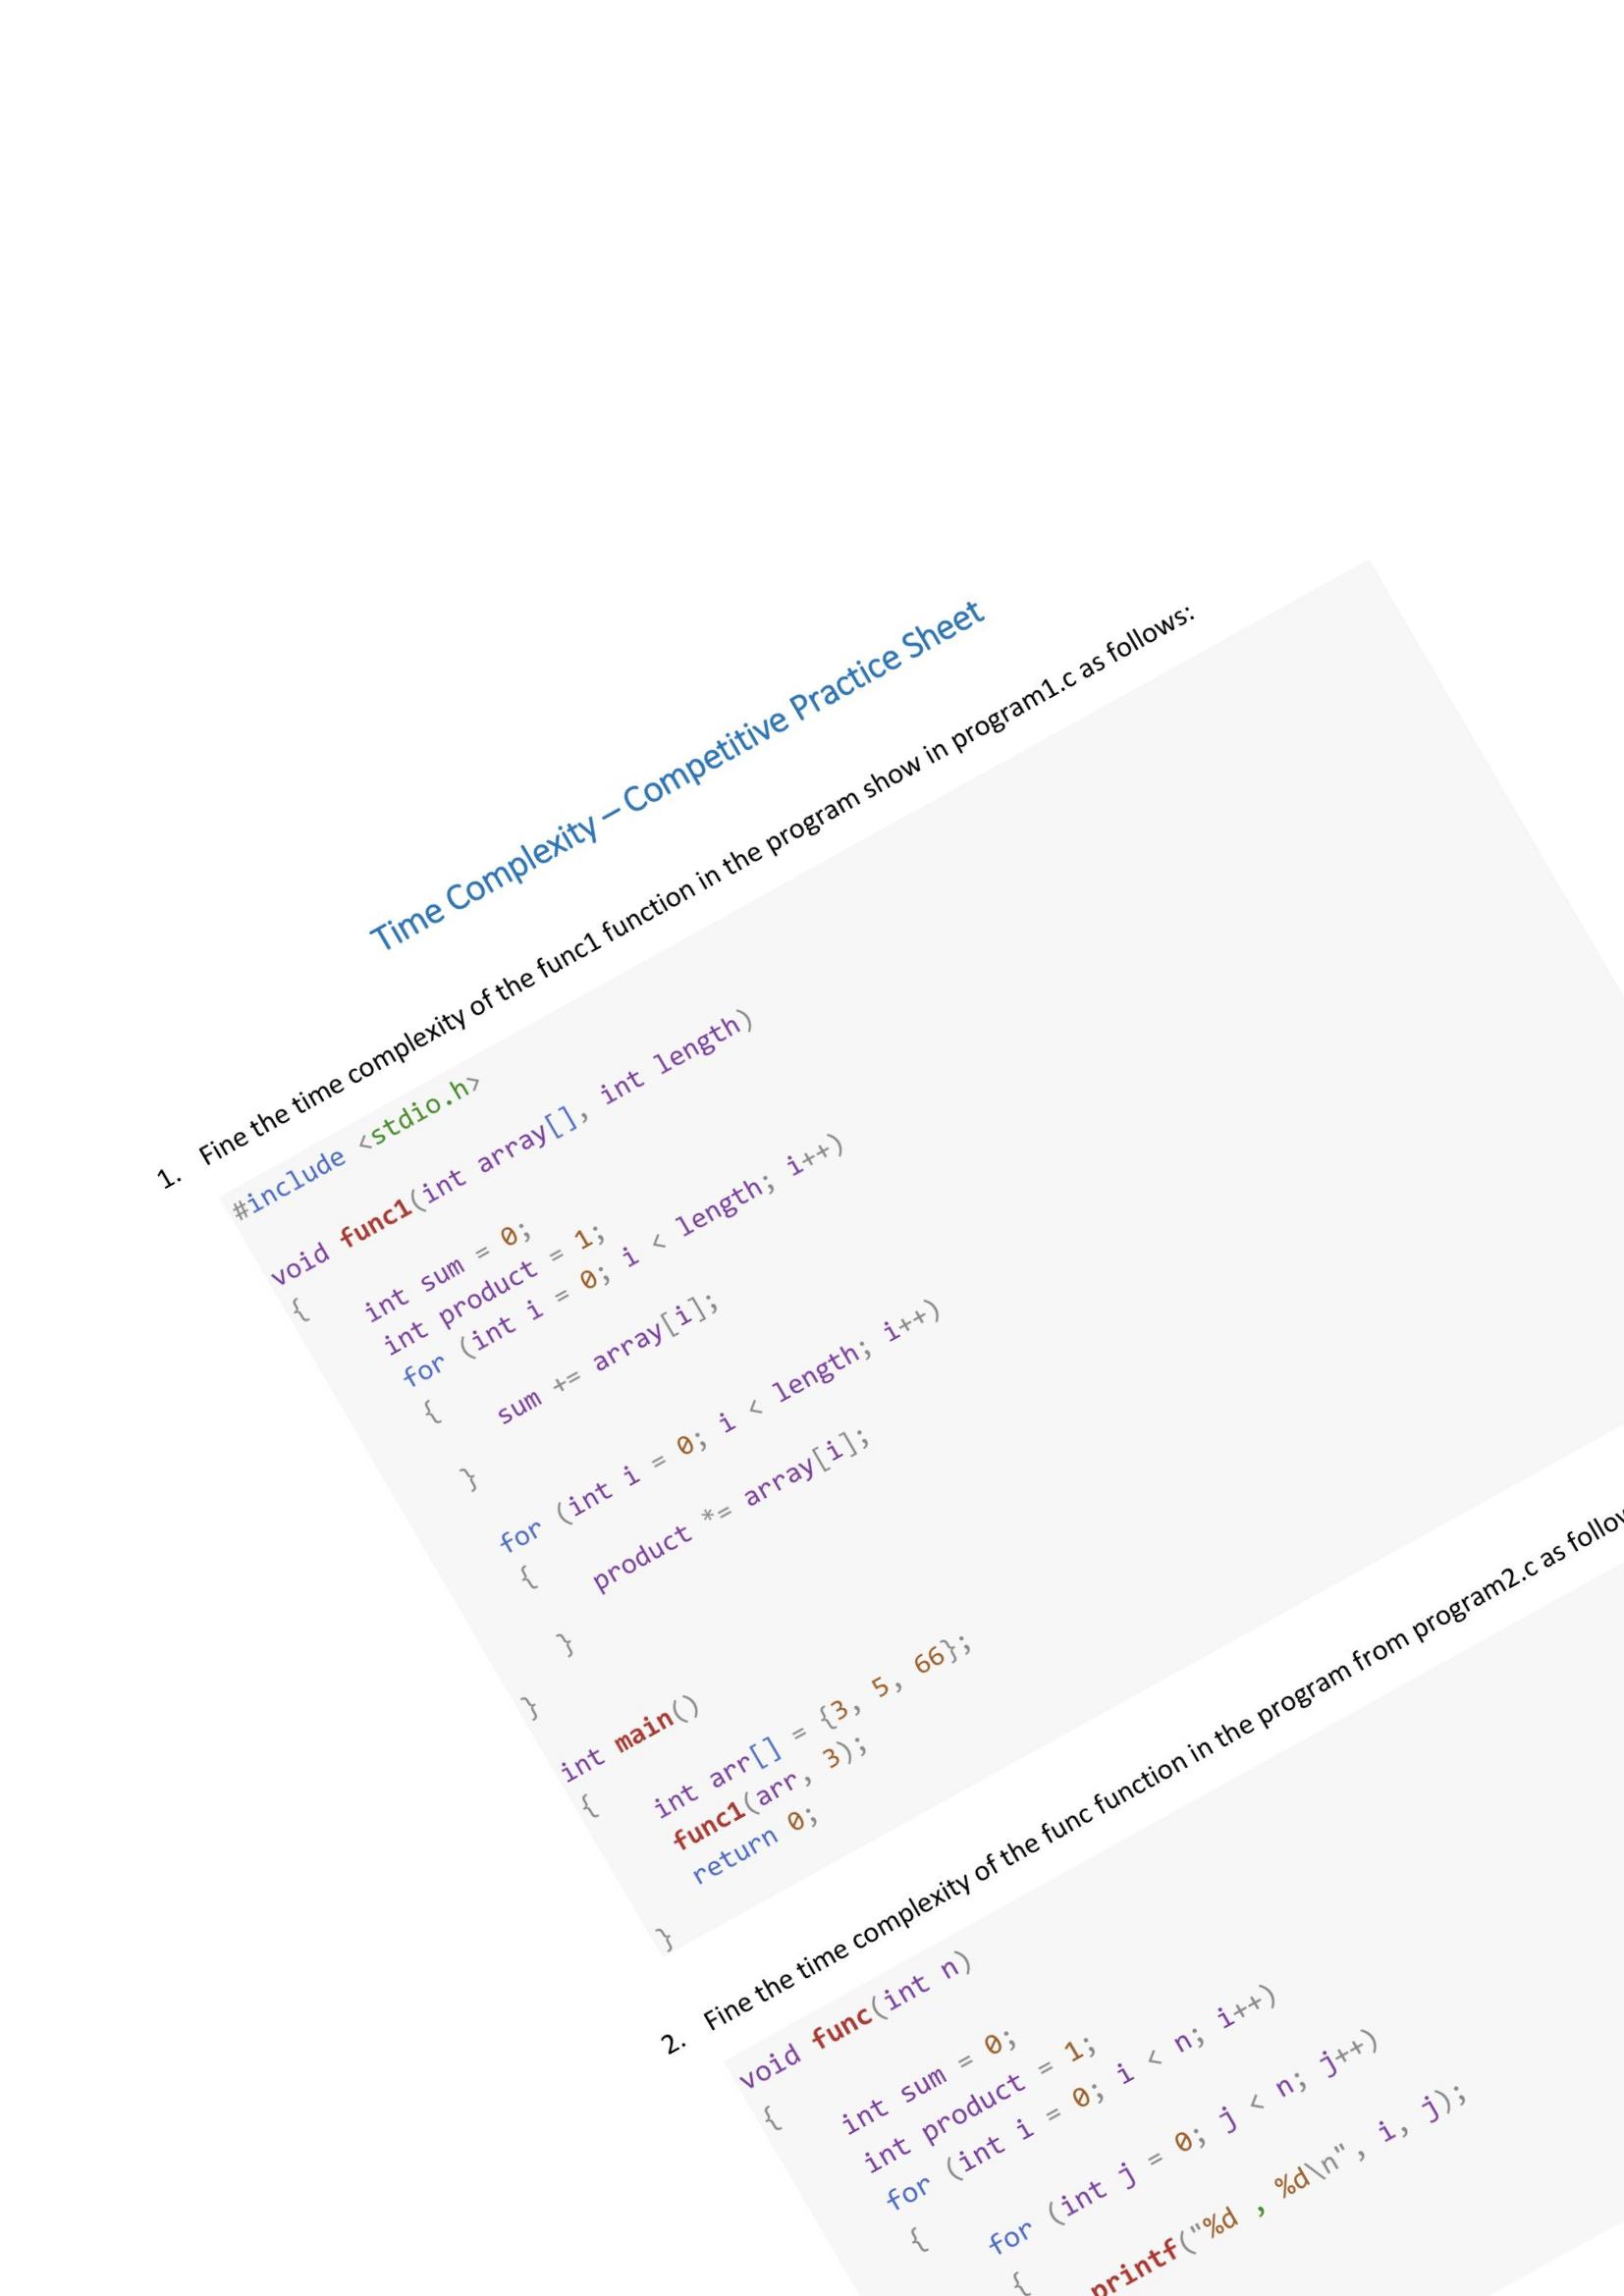 Time Complexity – Competitive Practice Sheet
1. Fine the time complexity of the func1 function in the program show in program1.c as follows:
#include <stdio.h>
void func1(int array[], int length)
{
int sum = 0;
int product = 1;
for (int i = 0; i < length; i++)
{
sum += array[i];
}
for (int i = 0; i < length; i++)
{
product *= array[i];
}
}
int main()
{
int arr[] = {3, 5, 66};
func1(arr, 3);
return 0;
}
2. Fine the time complexity of the func function in the program from program2.c as
void func(int n)
{
int sum = 0;
int product = 1;
for (int i = 0; i < n; i++)
{
for (int j = 0; j < n; j++)
{
printf("%d , %d\n", i, j);